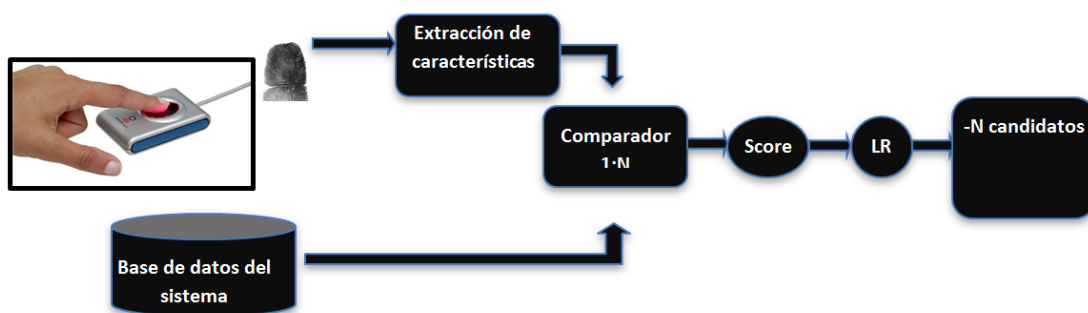 Extracción de
características
Comparador
1:N
Score
LR
-N candidatos
Base de datos del
sistema